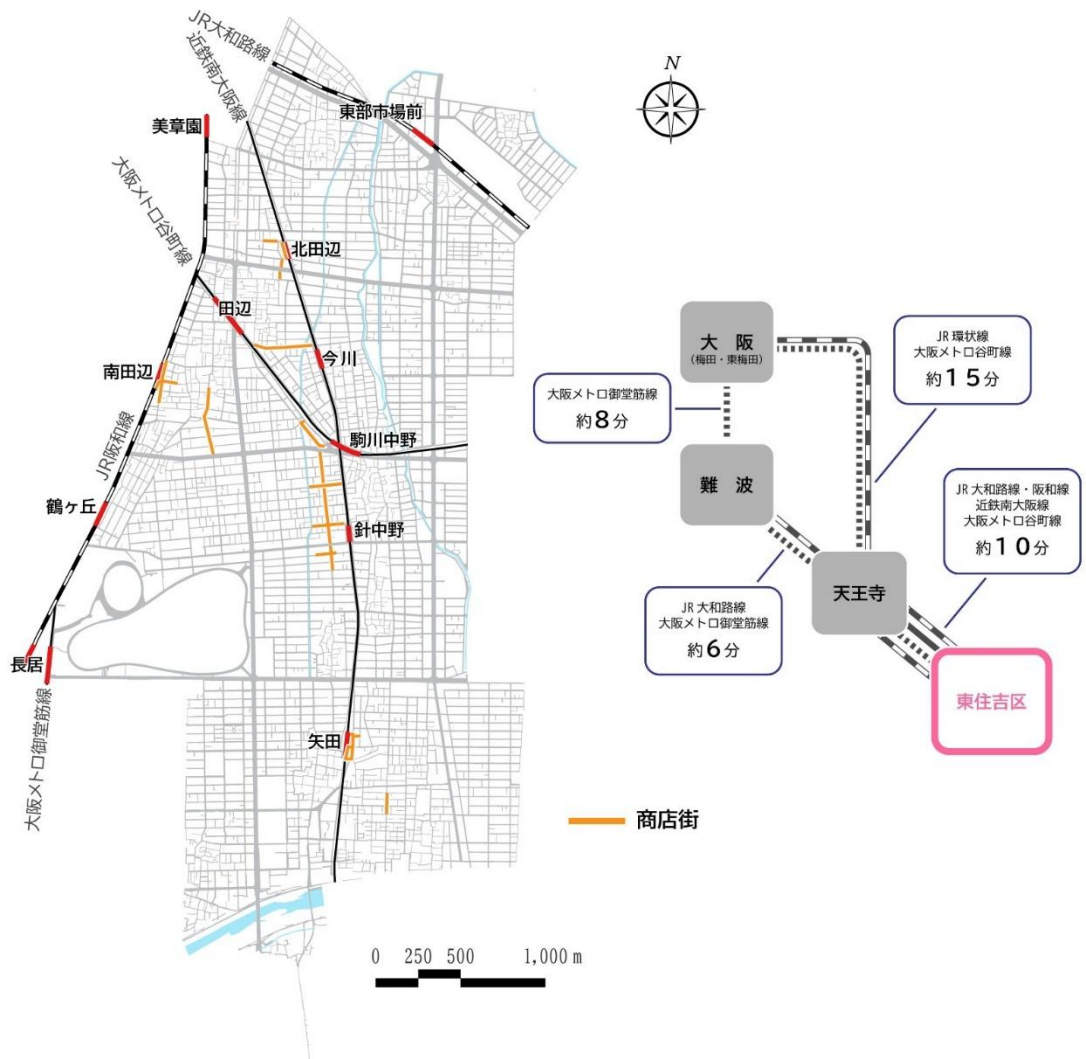 JR大和路線
近鉄南大阪線
N
東部市場前
美章園
大阪メトロ谷町線
北田辺
田辺
今川
南田辺
JR阪和線
駒川中野
鶴ヶ丘
針中野
長居
大阪メトロ御堂筋線
矢田
商店街
0 250 500 1,000 m
大 阪
(梅田・東梅田)
JR 環状線
大阪メトロ谷町線
約15分
大阪メトロ御堂筋線
約8分
難 波
JR 大和路線・阪和線
近鉄南大阪線
大阪メトロ谷町線
約10分
天王寺
JR 大和路線
大阪メトロ御堂筋線
約6分
東住吉区